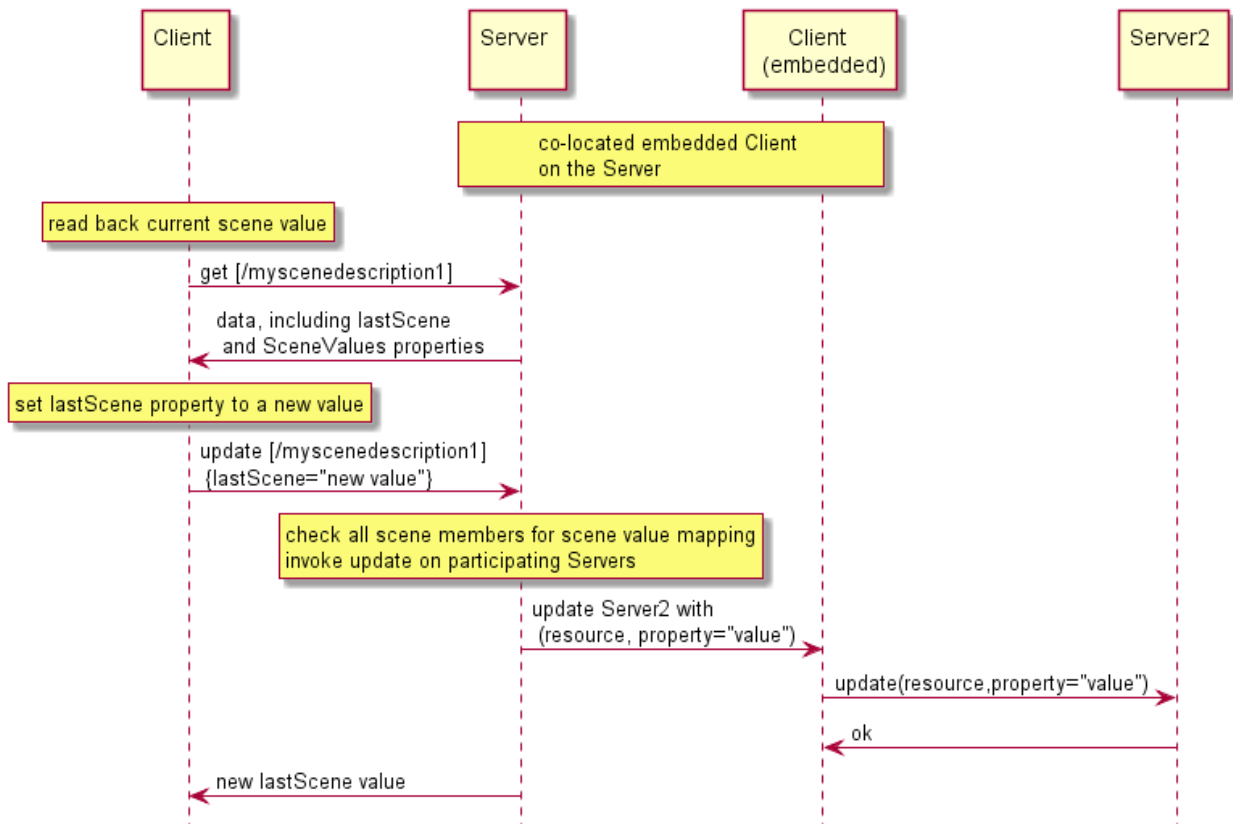 Client
Server
Client
(embedded)
Server2
co-located embedded Client
on the Server
read back current scene value
get [/myscenedescription1]
data, including lastScene
and SceneValues properties
set lastScene property to a new value
update [/myscenedescription1]
{lastScene="new value"}
check all scene members for scene value mapping
invoke update on participating Servers
update Server2 with
(resource, property="value")
update(resource,property="value")
ok
new lastScene value